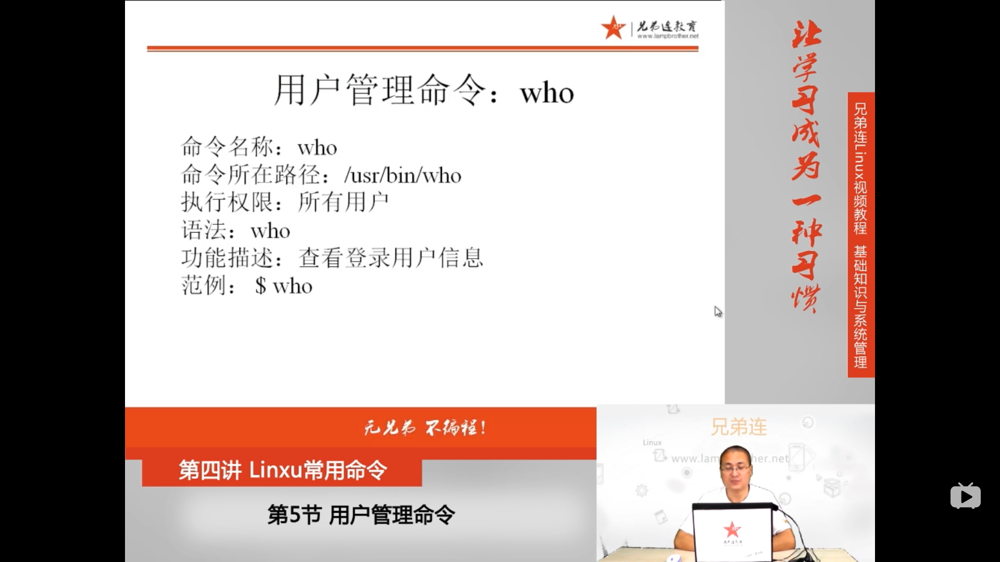 兄弟连教育
www.lampbrother.net
用户管理命令：who
命令名称：who
命令所在路径：/usr/bin/who
执行权限：所有用户
语法：who
功能描述：查看登录用户信息
范例： $ who
让学习成为一种习惯
兄弟连Linux视频教程 基础知识与系统管理
无兄弟 不编程！
第四讲 Linxu常用命令
第5节 用户管理命令
兄弟连
Linux
www.lam her.net